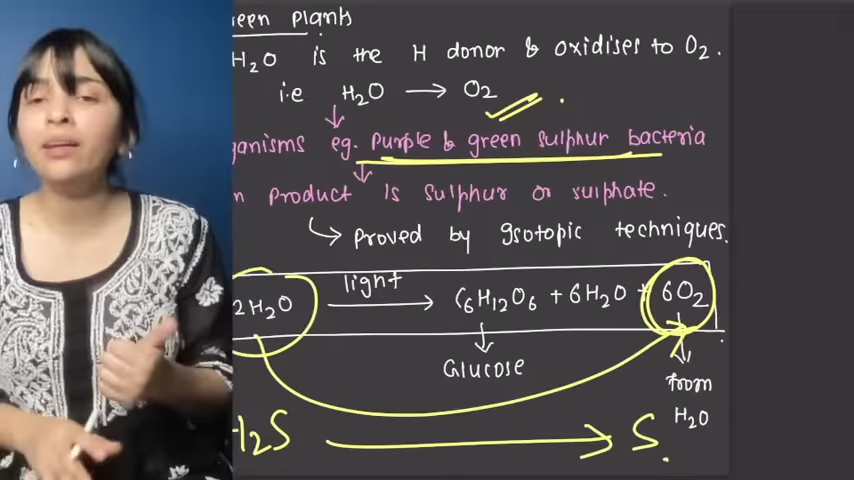 een plants
H2O is the H donor & oxidises to O2.
i.e H2O → O2
ganisms eg. purple & green sulphur bacteria
n product is sulphur or sulphate.
↳ proved by Isotopic techniques.
2H2O light → C6H12O6 + 6H2O + 6O2
Glucose
from
H2O
H2S → S